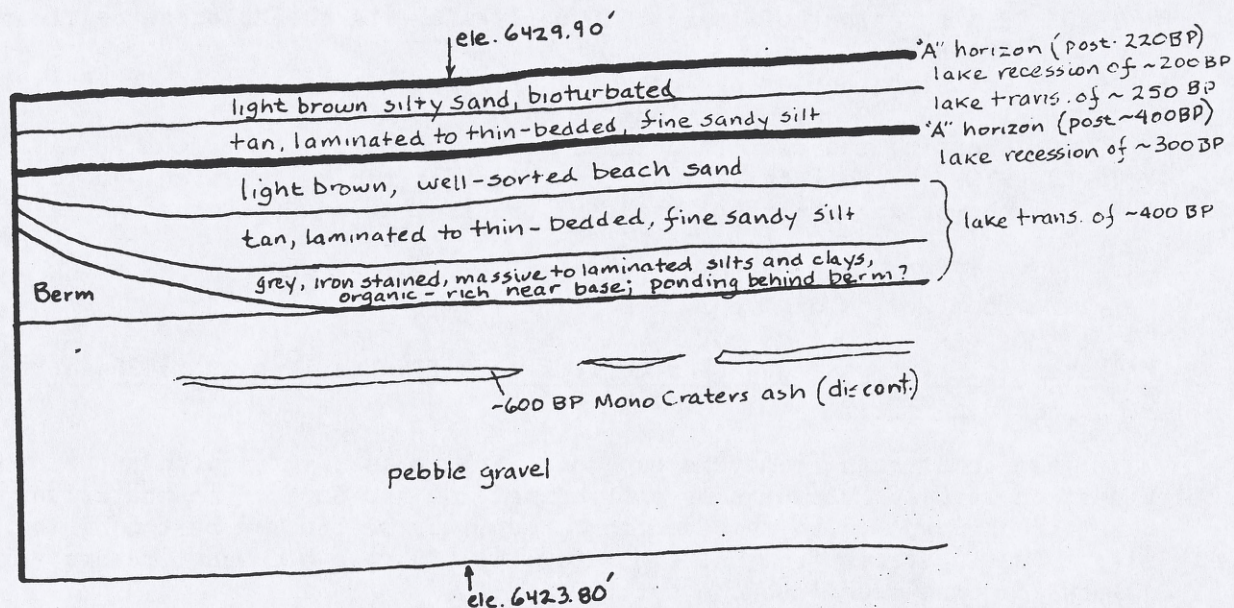 ele. 6429.90'
"A" horizon (post-220BP)
lake recession of ~200BP
light brown silty sand, bioturbated
lake trans. of ~ 250 BP
tan, laminated to thin-bedded, fine sandy silt
"A" horizon (post~400BP)
lake recession of ~300BP
light brown, well-sorted beach sand
tan, laminated to thin-bedded, fine sandy silt
lake trans. of ~400 BP
grey, iron stained, massive to laminated silts and clays,
organic-rich near base; ponding behind berm?
Berm
~600 BP Mono Craters ash (discont.)
pebble gravel
ele. 6423.80'